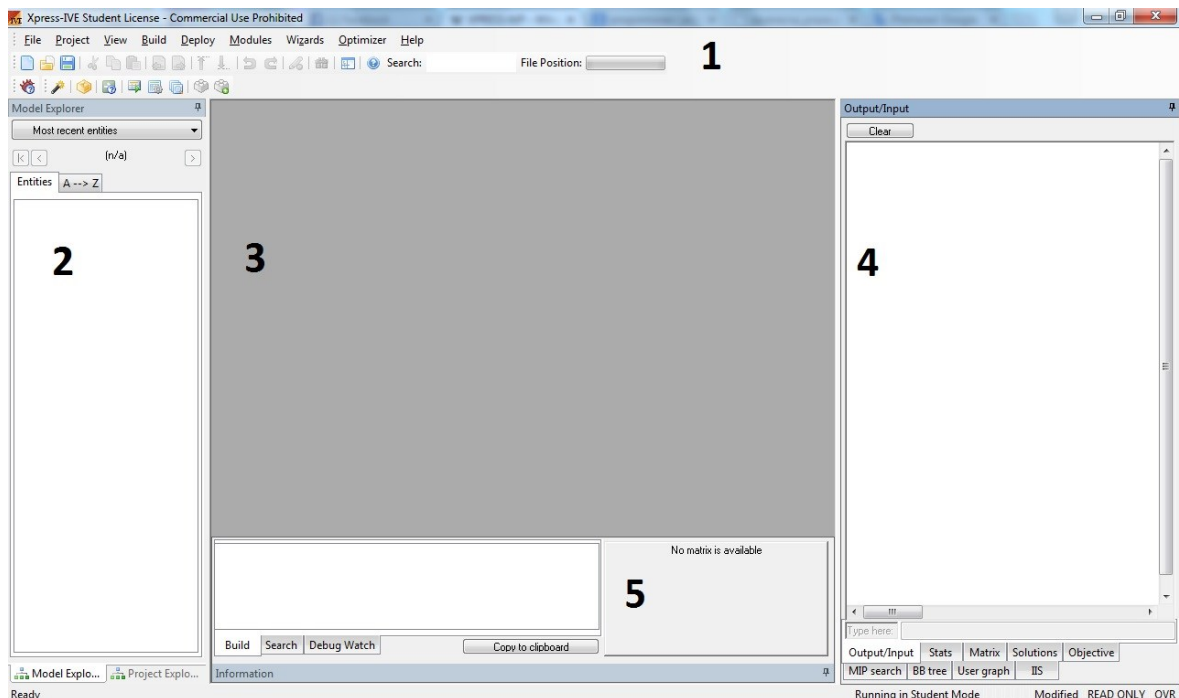 Xpress-IVE Student License - Commercial Use Prohibited
File Project View Build Deploy Modules Wizards Optimizer Help
1
Search: File Position:
Model Explorer
Most recent entities
(n/a)
Entities A --> Z
2
3
No matrix is available
5
Build Search Debug Watch Copy to clipboard
Information
Output/Input
Clear
4
Type here:
Output/Input Stats Matrix Solutions Objective
MIP search BB tree User graph IIS
Model Explo... Project Explo...
Ready
Running in Student Mode Modified READ ONLY OVR